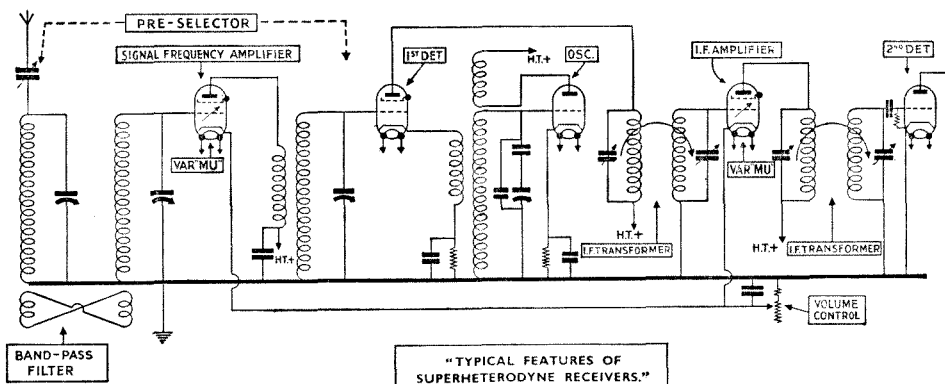 PRE-SELECTOR
SIGNAL FREQUENCY AMPLIFIER
1ST DET
H.T.+
OSC.
I.F. AMPLIFIER
2ND DET
VAR "MU"
VAR "MU"
H.T.+
H.T.+
H.T.+
I.F. TRANSFORMER
I.F. TRANSFORMER
VOLUME
CONTROL
BAND-PASS
FILTER
"TYPICAL FEATURES OF
SUPERHETERODYNE RECEIVERS."